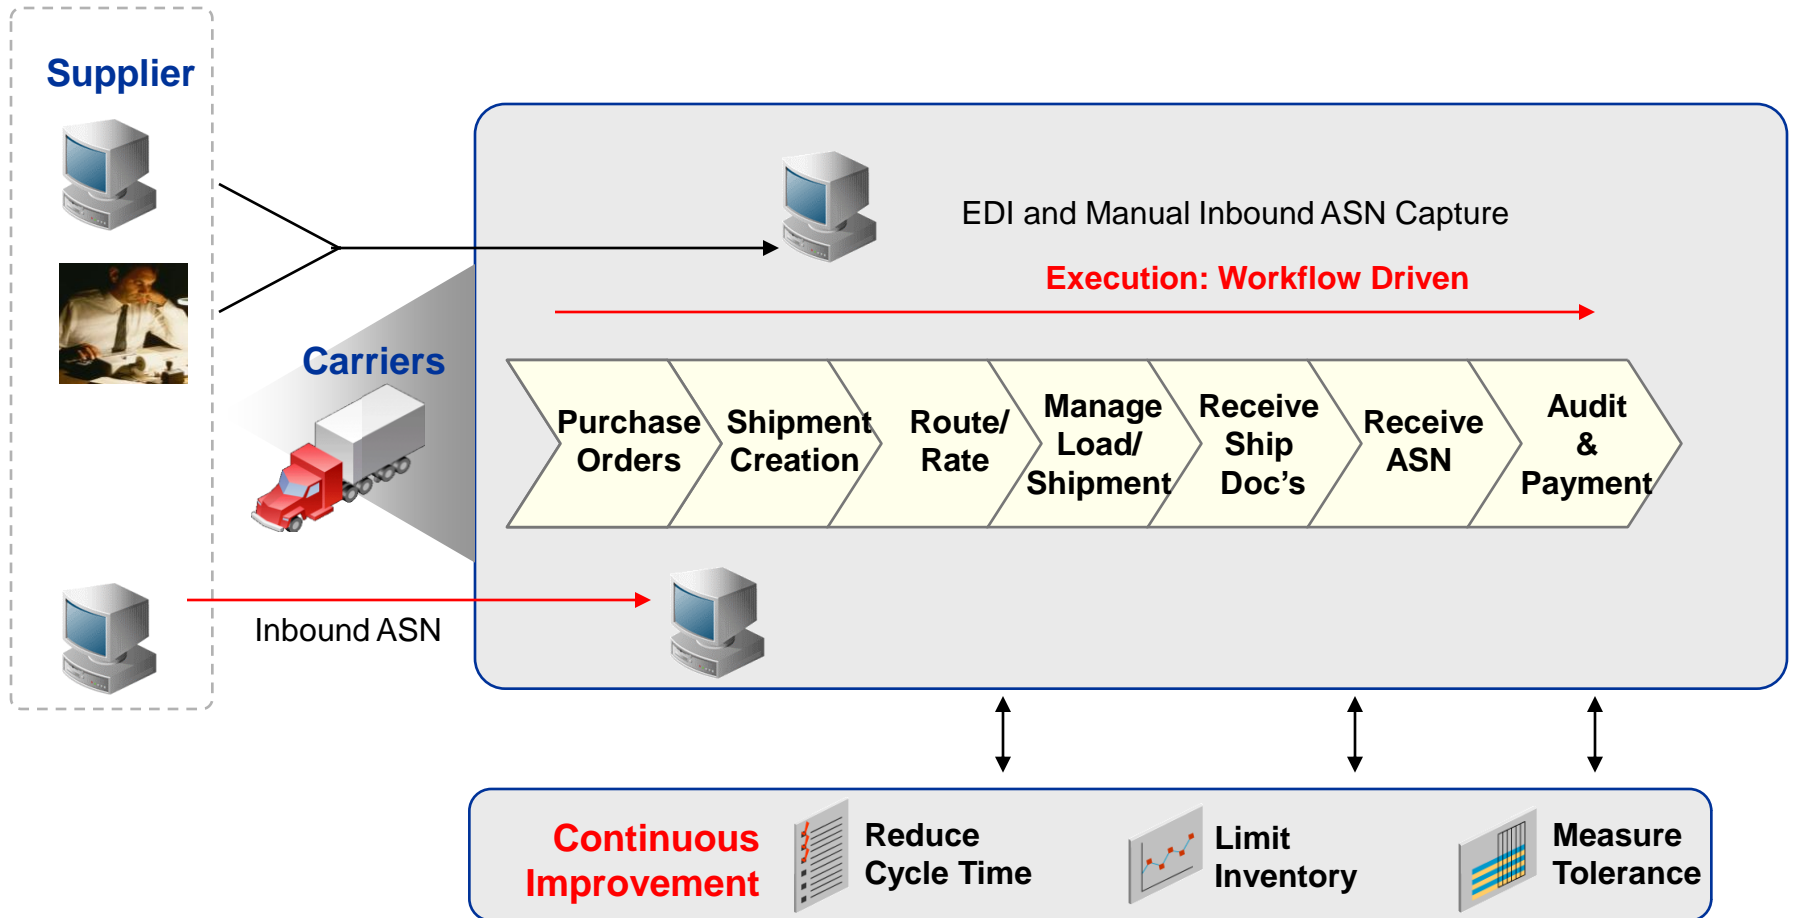 Supplier
EDI and Manual Inbound ASN Capture
Execution: Workflow Driven
Carriers
Purchase
Orders
Shipment
Creation
Route/
Rate
Manage
Load/
Shipment
Receive
Ship
Doc’s
Receive
ASN
Audit
&
Payment
Inbound ASN
Continuous
Improvement
Reduce
Cycle Time
Limit
Inventory
Measure
Tolerance